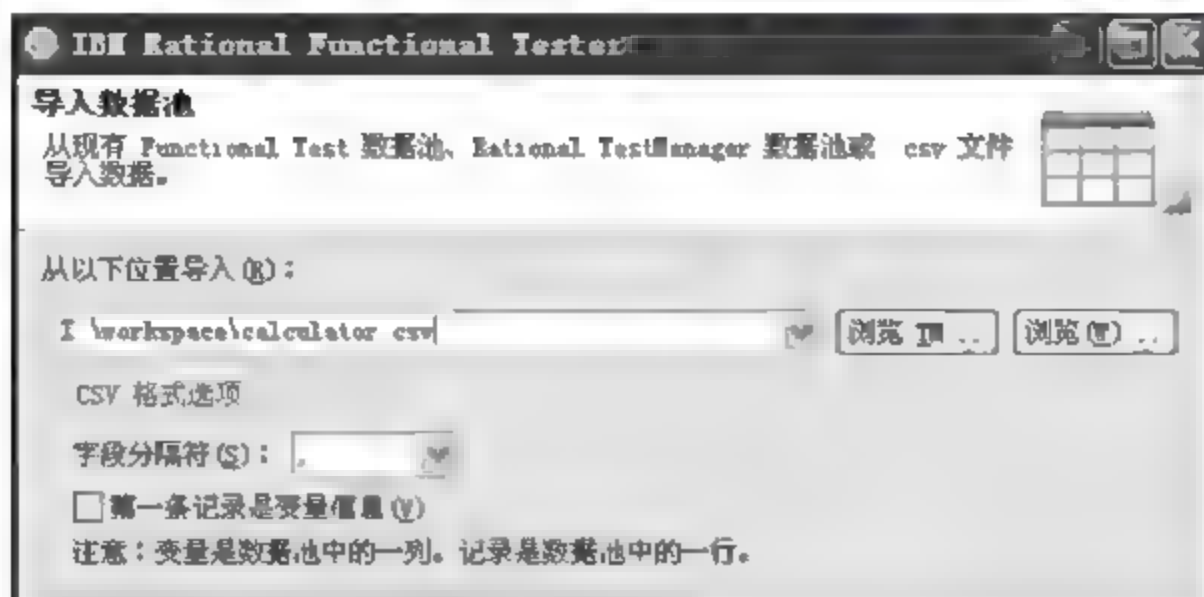 IBM Rational Functional Tester
导入数据池
从现有 Functional Test 数据池、Rational TestManager 数据池或 csv 文件
导入数据。
从以下位置导入(R):
I \workspace\calculator csv
浏览 TM ..
浏览(W) ..
CSV 格式选项
字段分隔符(S): ,
第一条记录是变量信息(V)
注意:变量是数据池中的一列。记录是数据池中的一行。